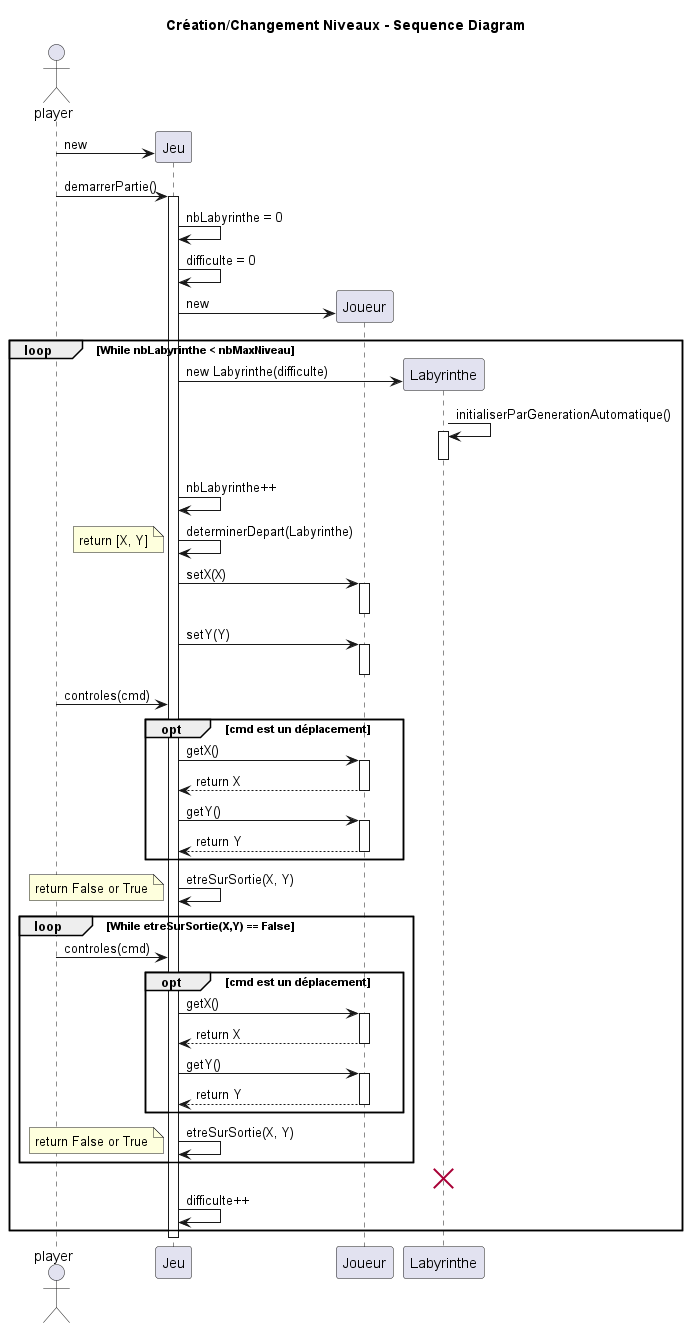 Création/Changement Niveaux - Sequence Diagram
player
new
Jeu
demarrerPartie()
nbLabyrinthe = 0
difficulte = 0
new
Joueur
loop [While nbLabyrinthe < nbMaxNiveau]
new Labyrinthe(difficulte)
Labyrinthe
initialiserParGenerationAutomatique()
nbLabyrinthe++
return [X, Y]
determinerDepart(Labyrinthe)
setX(X)
setY(Y)
controles(cmd)
opt [cmd est un déplacement]
getX()
return X
getY()
return Y
return False or True
etreSurSortie(X, Y)
loop [While etreSurSortie(X,Y) == False]
controles(cmd)
opt [cmd est un déplacement]
getX()
return X
getY()
return Y
return False or True
etreSurSortie(X, Y)
difficulte++
player
Jeu
Joueur
Labyrinthe